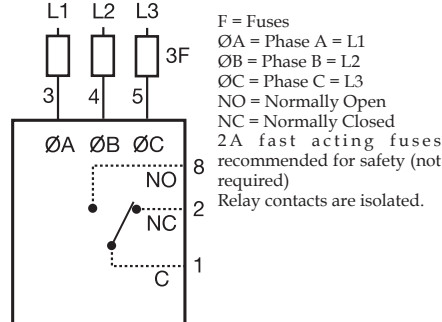 L1 L2 L3
3F
3 4 5
ØA ØB ØC
8
NO
2
NC
1
C
F = Fuses
ØA = Phase A = L1
ØB = Phase B = L2
ØC = Phase C = L3
NO = Normally Open
NC = Normally Closed
2A fast acting fuses
recommended for safety (not
required)
Relay contacts are isolated.